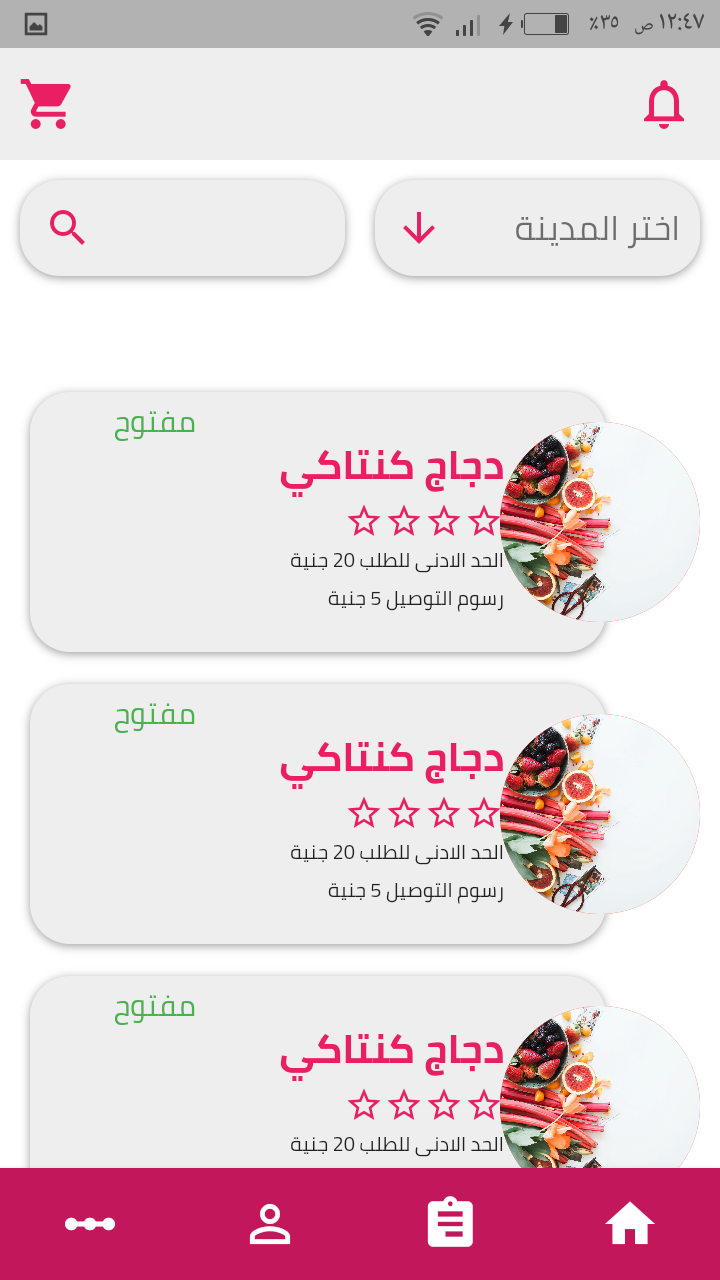 ١٢:٤٧ ص ٪٣٥
اختر المدينة
مفتوح
دجاج كنتاكي
الحد الادنى للطلب 20 جنية
رسوم التوصيل 5 جنية
مفتوح
دجاج كنتاكي
الحد الادنى للطلب 20 جنية
رسوم التوصيل 5 جنية
مفتوح
دجاج كنتاكي
الحد الادنى للطلب 20 جنية